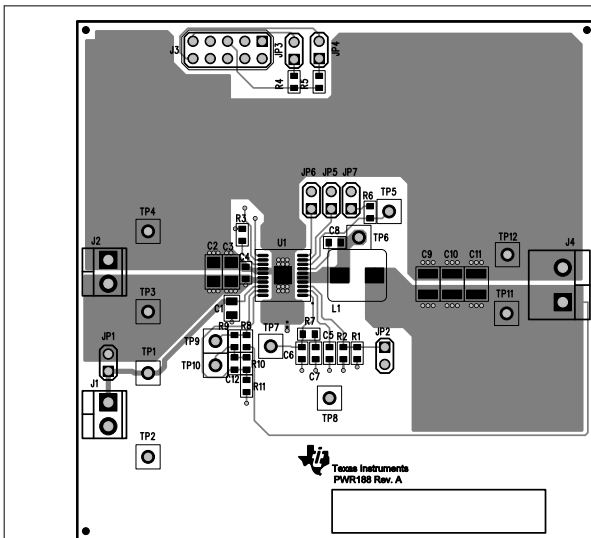 J3
JP3
JP4
R4
R5
JP6 JP5 JP7
R6
TP5
TP4
R3
U1
C8
TP6
J2
C2
C3
C4
C9
C10
C11
TP12
J4
TP3
C1
L1
TP11
JP1
TP1
TP9
R9
R8
TP7
R7
C6
C7
C5
R2
R1
JP2
TP10
R10
C12
R11
J1
TP8
TP2
Texas Instruments
PWR188 Rev. A